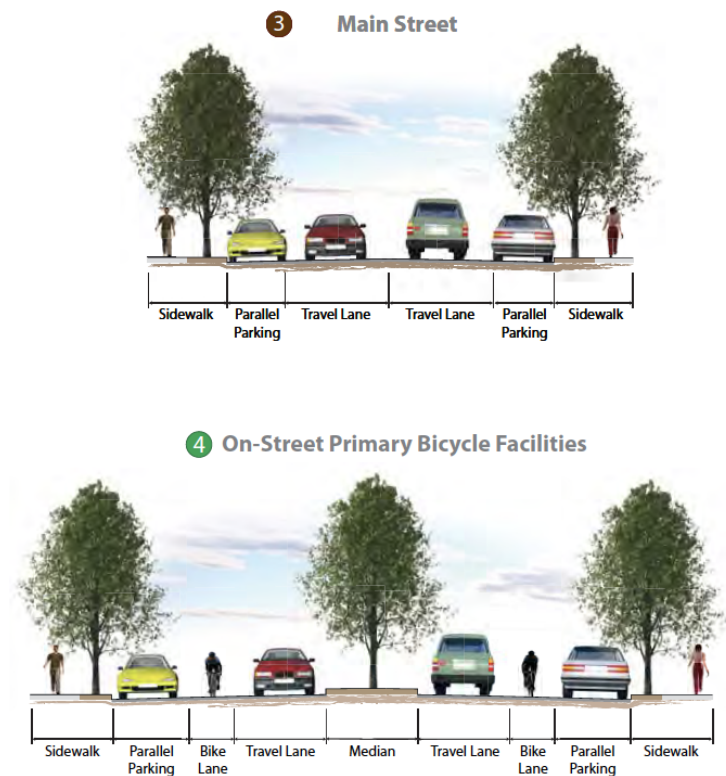 3 Main Street
Sidewalk Parallel Parking Travel Lane Travel Lane Parallel Parking Sidewalk
4 On-Street Primary Bicycle Facilities
Sidewalk Parallel Parking Bike Lane Travel Lane Median Travel Lane Bike Lane Parallel Parking Sidewalk